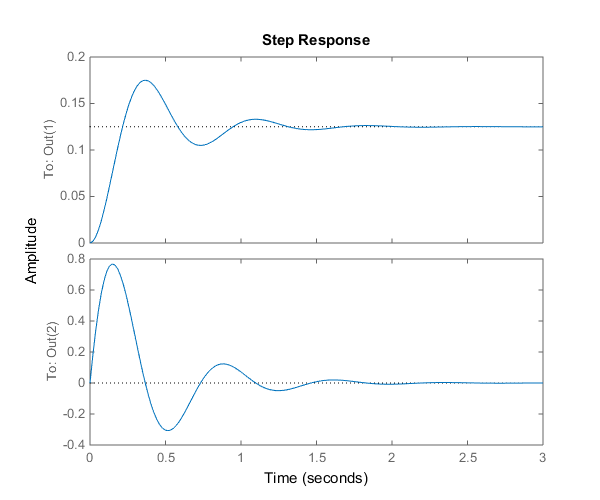 Step Response
Amplitude
To: Out(1)
0.2
0.15
0.1
0.05
0
To: Out(2)
0.8
0.6
0.4
0.2
0
-0.2
-0.4
0 0.5 1 1.5 2 2.5 3
Time (seconds)